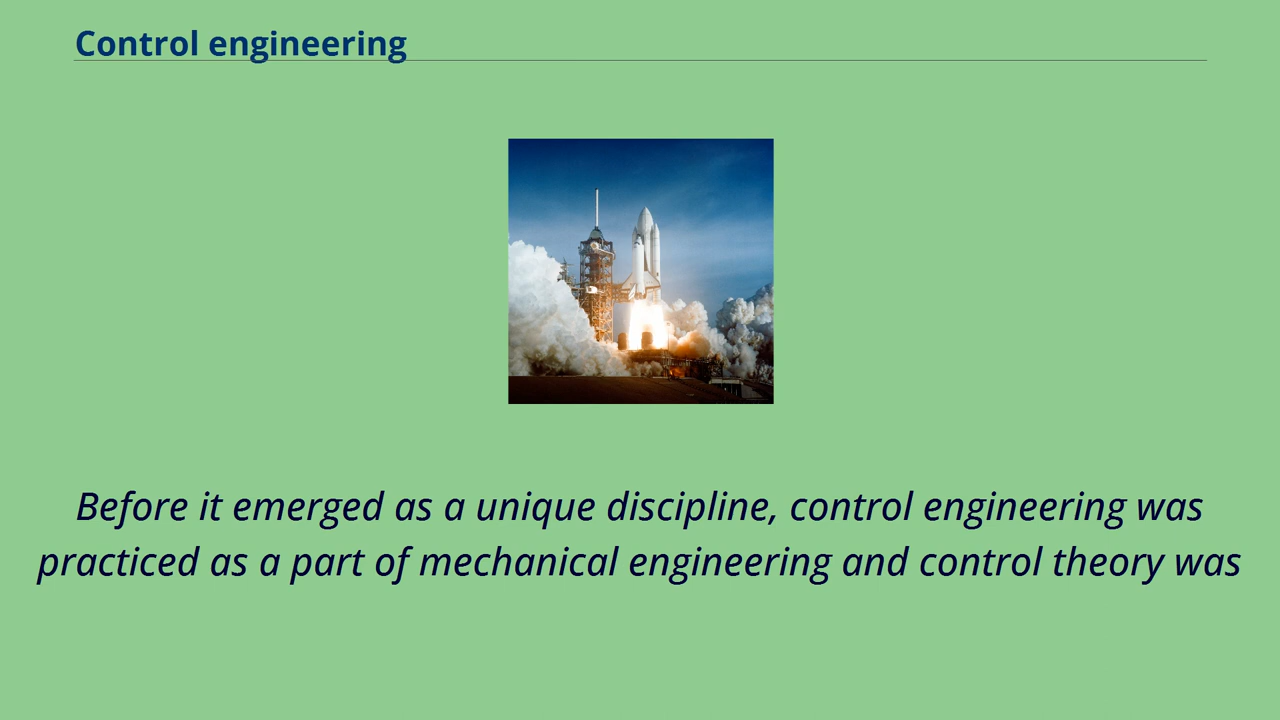 Control engineering
Before it emerged as a unique discipline, control engineering was
practiced as a part of mechanical engineering and control theory was